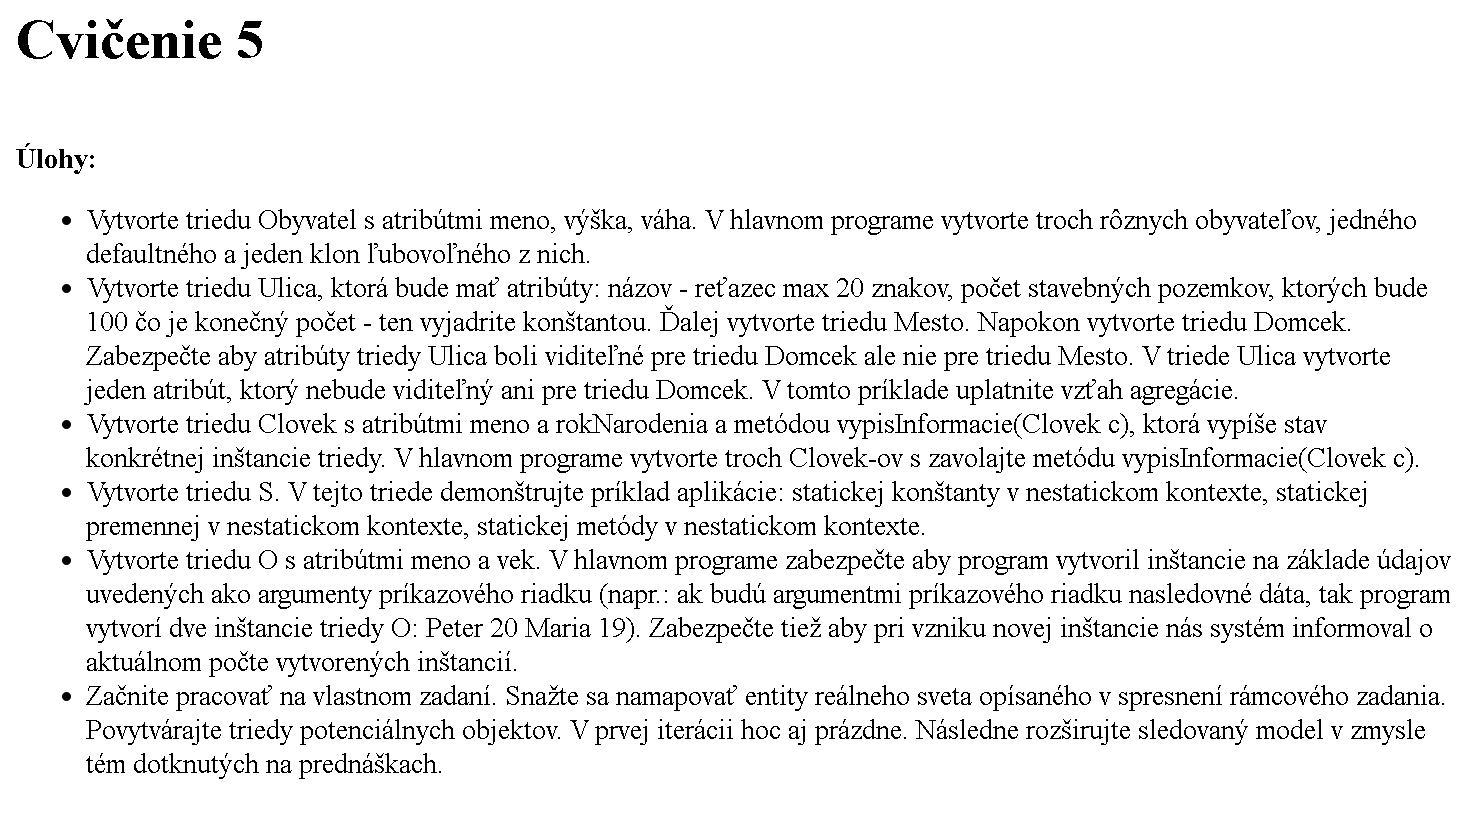 Cvičenie 5
Úlohy:
• Vytvorte triedu Obyvatel s atribútmi meno, výška, váha. V hlavnom programe vytvorte troch rôznych obyvateľov, jedného
defaultného a jeden klon ľubovoľného z nich.
• Vytvorte triedu Ulica, ktorá bude mať atribúty: názov - reťazec max 20 znakov, počet stavebných pozemkov, ktorých bude
100 čo je konečný počet - ten vyjadrite konštantou. Ďalej vytvorte triedu Mesto. Napokon vytvorte triedu Domcek.
Zabezpečte aby atribúty triedy Ulica boli viditeľné pre triedu Domcek ale nie pre triedu Mesto. V triede Ulica vytvorte
jeden atribút, ktorý nebude viditeľný ani pre triedu Domcek. V tomto príklade uplatnite vzťah agregácie.
• Vytvorte triedu Clovek s atribútmi meno a rokNarodenia a metódou vypisInformacie(Clovek c), ktorá vypíše stav
konkrétnej inštancie triedy. V hlavnom programe vytvorte troch Clovek-ov s zavolajte metódu vypisInformacie(Clovek c).
• Vytvorte triedu S. V tejto triede demonštrujte príklad aplikácie: statickej konštanty v nestatickom kontexte, statickej
premennej v nestatickom kontexte, statickej metódy v nestatickom kontexte.
• Vytvorte triedu O s atribútmi meno a vek. V hlavnom programe zabezpečte aby program vytvoril inštancie na základe údajov
uvedených ako argumenty príkazového riadku (napr.: ak budú argumentmi príkazového riadku nasledovné dáta, tak program
vytvorí dve inštancie triedy O: Peter 20 Maria 19). Zabezpečte tiež aby pri vzniku novej inštancie nás systém informoval o
aktuálnom počte vytvorených inštancií.
• Začnite pracovať na vlastnom zadaní. Snažte sa namapovať entity reálneho sveta opísaného v spresnení rámcového zadania.
Povytvárajte triedy potenciálnych objektov. V prvej iterácii hoc aj prázdne. Následne rozširujte sledovaný model v zmysle
tém dotknutých na prednáškach.